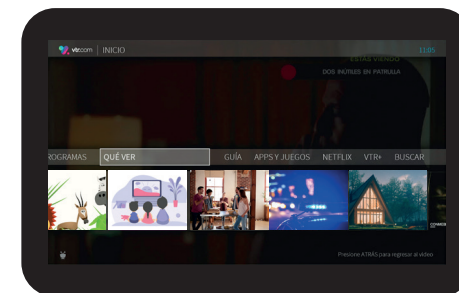 vtr.com | INICIO
11:05
ESTÁS VIENDO
DOS INÚTILES EN PATRULLA
ROGRAMAS QUÉ VER GUÍA APPS Y JUEGOS NETFLIX VTR+ BUSCAR
Presione ATRÁS para regresar al video